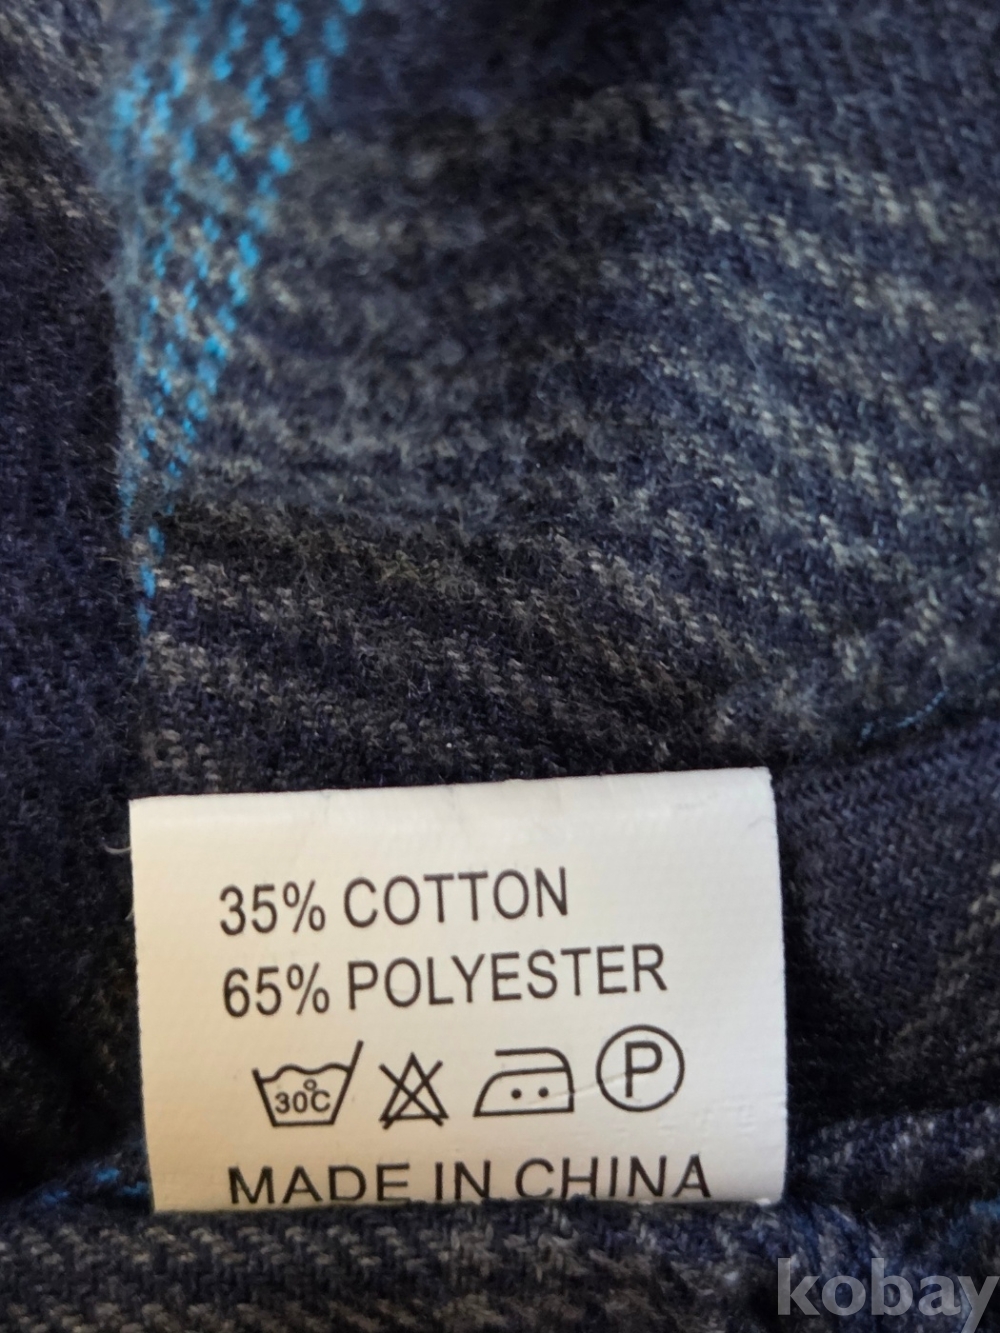 35% COTTON
65% POLYESTER
30°C P
MADE IN CHINA
kobay